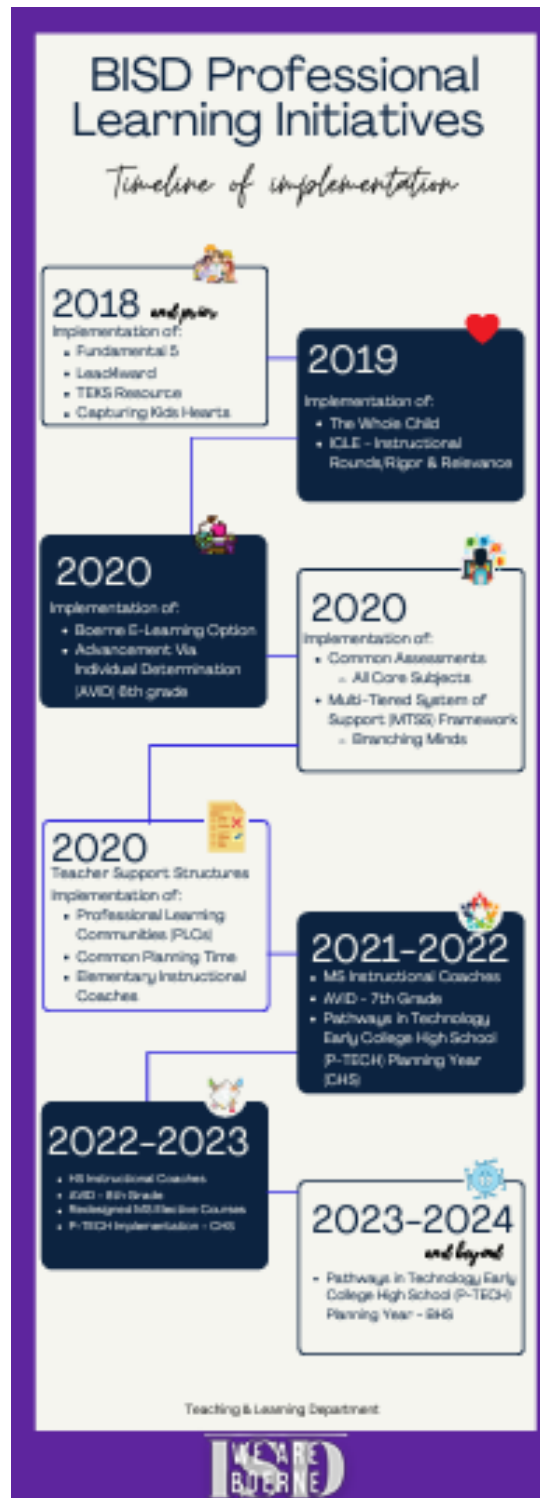 BISD Professional
Learning Initiatives
Timeline of implementation
2018 and prior
Implementation of:
• Fundamental 5
• Lead4ward
• TEKS Resource
• Capturing Kids Hearts
2019
Implementation of:
• The Whole Child
• ICLE - Instructional
Rounds/Rigor & Relevance
2020
Implementation of:
• Boerne E-Learning Option
• Advancement Via
Individual Determination
(AVID) 6th grade
2020
Implementation of:
• Common Assessments
- All Core Subjects
• Multi-Tiered System of
Support (MTSS) Framework
- Branching Minds
2020
Teacher Support Structures
Implementation of:
• Professional Learning
Communities (PLCs)
• Common Planning Time
• Elementary Instructional
Coaches
2021-2022
• MS Instructional Coaches
• AVID - 7th Grade
• Pathways in Technology
Early College High School
(P-TECH) Planning Year
(CHS)
2022-2023
• HS Instructional Coaches
• AVID - 8th Grade
• Redesigned MS Elective Courses
• P-TECH Implementation - CHS
2023-2024
and beyond
• Pathways in Technology Early
College High School (P-TECH)
Planning Year - BHS
Teaching & Learning Department
ISD
WE ARE
BOERNE